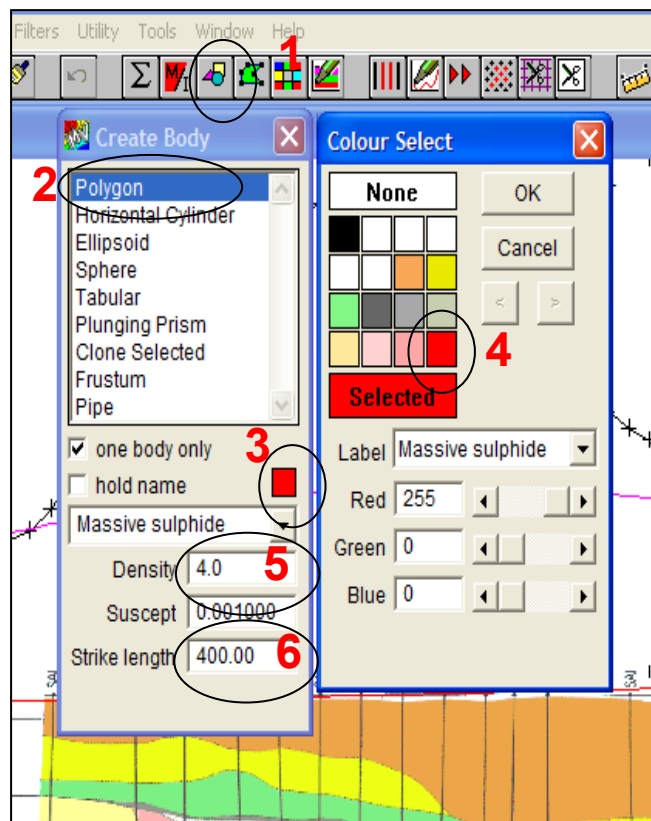 Filters Utility Tools Window Help
1
Σ M/I
Create Body
2
Polygon
Horizontal Cylinder
Ellipsoid
Sphere
Tabular
Plunging Prism
Clone Selected
Frustum
Pipe
one body only
3
hold name
Massive sulphide
Density 4.0 5
Suscept 0.001000
Strike length 400.00 6
Colour Select
None
OK
Cancel
< >
4
Selected
Label Massive sulphide
Red 255
Green 0
Blue 0